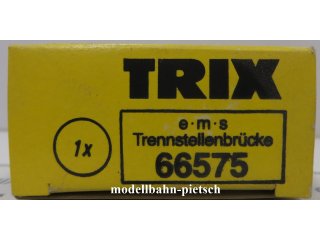 TRIX
e·m·s
1x
Trennstellenbrücke
66575
modellbahn-pietsch